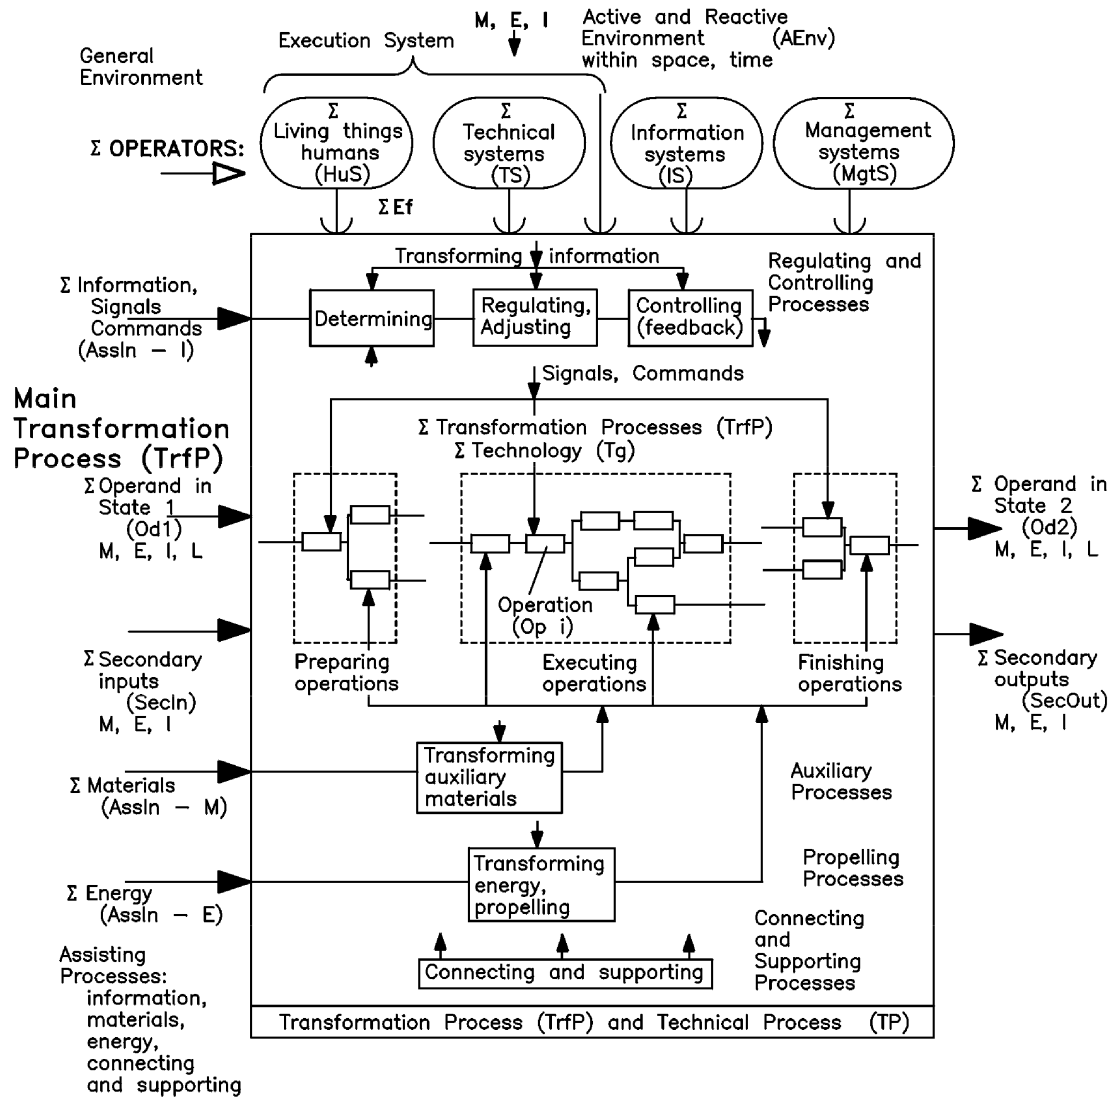 M, E, I
Active and Reactive
Environment (AEnv)
within space, time
Execution System
General
Environment
Σ OPERATORS:
Σ
Living things
humans
(HuS)
Σ
Technical
systems
(TS)
Σ
Information
systems
(IS)
Σ
Management
systems
(MgtS)
Σ Ef
Transforming information
Regulating and
Controlling
Processes
Σ Information,
Signals
Commands
(AssIn – I)
Determining
Regulating,
Adjusting
Controlling
(feedback)
Signals, Commands
Main
Transformation
Process (TrfP)
Σ Transformation Processes (TrfP)
Σ Technology (Tg)
Σ Operand in
State 1
(Od1)
M, E, I, L
Σ Operand in
State 2
(Od2)
M, E, I, L
Operation
(Op i)
Preparing
operations
Executing
operations
Finishing
operations
Σ Secondary
inputs
(SecIn)
M, E, I
Σ Secondary
outputs
(SecOut)
M, E, I
Transforming
auxiliary
materials
Σ Materials
(AssIn – M)
Auxiliary
Processes
Transforming
energy,
propelling
Propelling
Processes
Σ Energy
(AssIn – E)
Connecting
and
Supporting
Processes
Connecting and supporting
Assisting
Processes:
information,
materials,
energy,
connecting
and supporting
Transformation Process (TrfP) and Technical Process (TP)